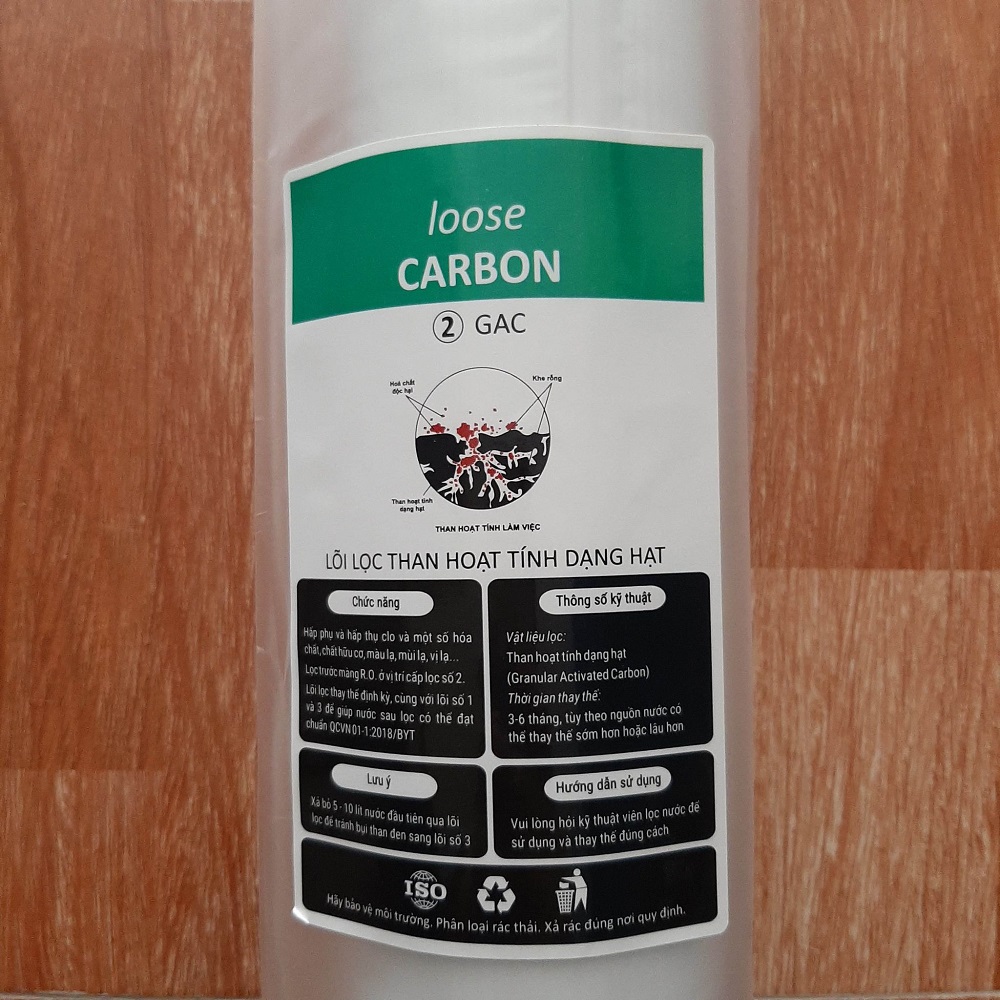 loose
CARBON
2 GAC
Hoá chất
độc hại
Khe rỗng
Than hoạt tính
dạng hạt
THAN HOẠT TÍNH LÀM VIỆC
LÕI LỌC THAN HOẠT TÍNH DẠNG HẠT
Chức năng
Hấp phụ và hấp thụ clo và một số hóa
chất, chất hữu cơ, màu lạ, mùi lạ, vị lạ...
Lọc trước màng R.O. ở vị trí cấp lọc số 2.
Lõi lọc thay thế định kỳ, cùng với lõi số 1
và 3 để giúp nước sau lọc có thể đạt
chuẩn QCVN 01-1:2018/BYT
Thông số kỹ thuật
Vật liệu lọc:
Than hoạt tính dạng hạt
(Granular Activated Carbon)
Thời gian thay thế:
3-6 tháng, tùy theo nguồn nước có
thể thay thế sớm hơn hoặc lâu hơn
Lưu ý
Xả bỏ 5 - 10 lít nước đầu tiên qua lõi
lọc để tránh bụi than đen sang lõi số 3
Hướng dẫn sử dụng
Vui lòng hỏi kỹ thuật viên lọc nước để
sử dụng và thay thế đúng cách
ISO
Hãy bảo vệ môi trường. Phân loại rác thải. Xả rác đúng nơi quy định.